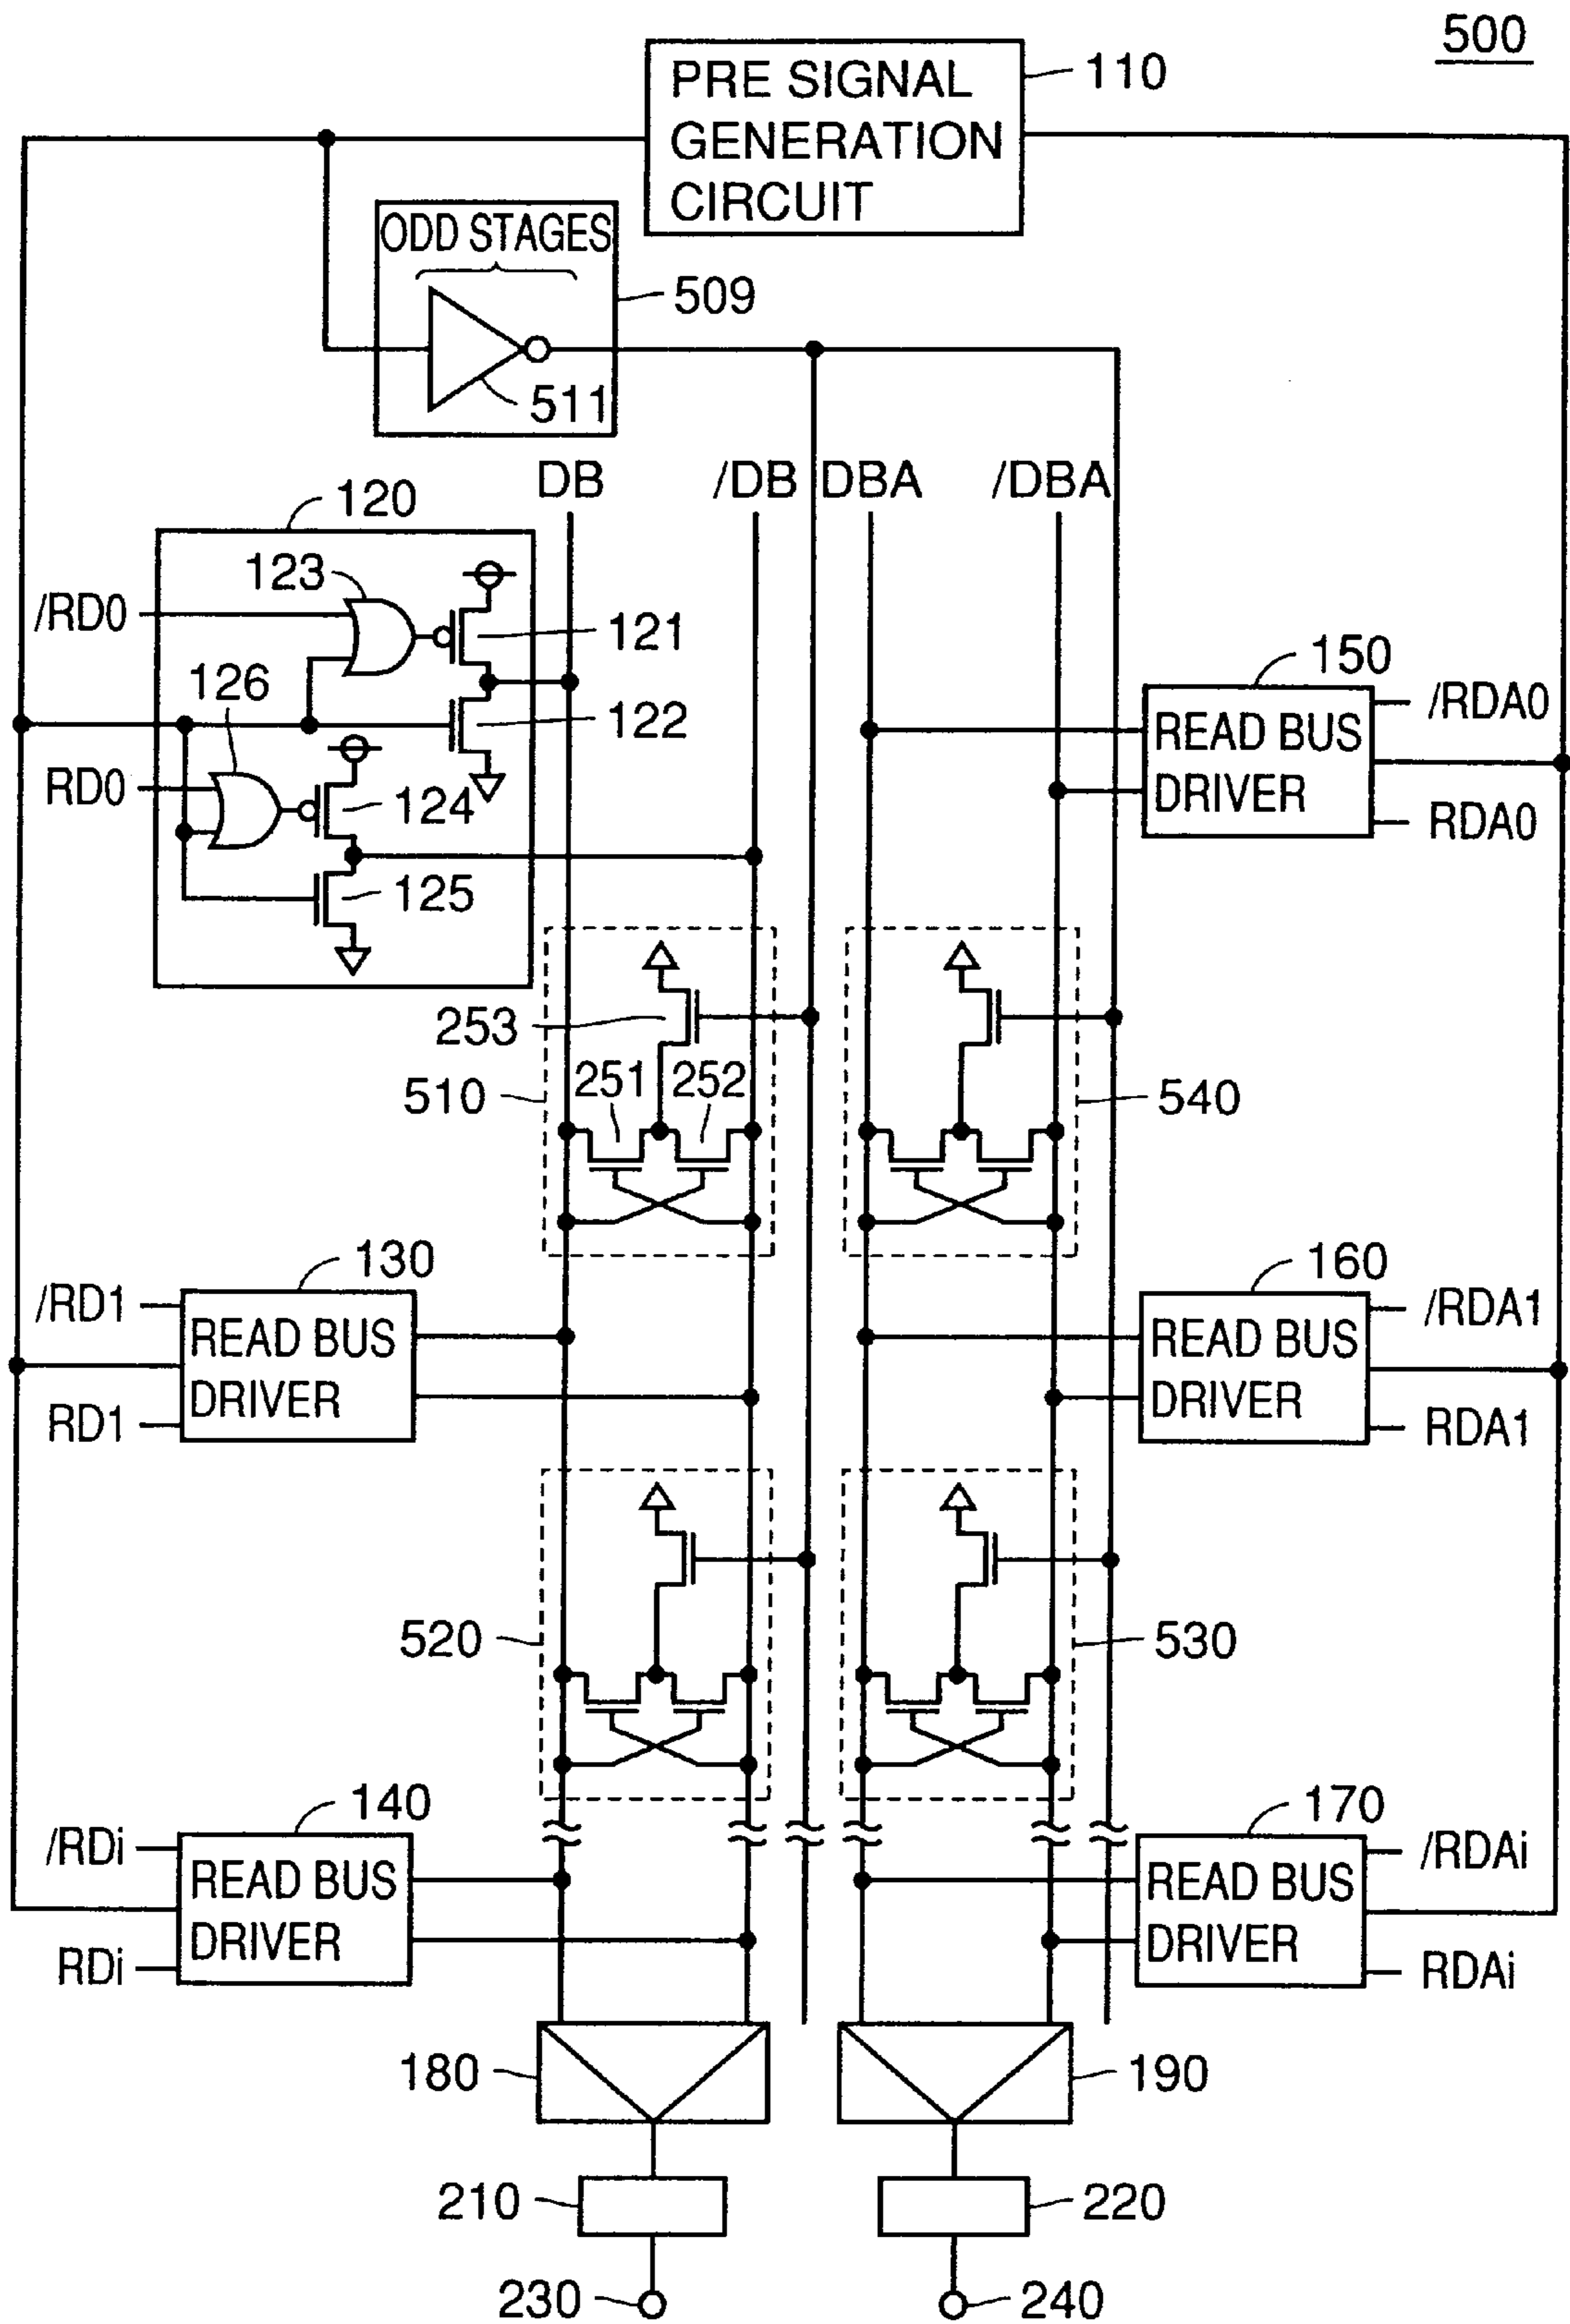 500
PRE SIGNAL
GENERATION
CIRCUIT
110
ODD STAGES
509
511
DB
/DB
DBA
/DBA
120
123
/RD0
121
126
122
RD0
124
125
150
/RDA0
READ BUS
DRIVER
RDA0
253
251
252
510
540
130
/RD1
READ BUS
DRIVER
RD1
160
/RDA1
READ BUS
DRIVER
RDA1
520
530
140
/RDi
READ BUS
DRIVER
RDi
170
/RDAi
READ BUS
DRIVER
RDAi
180
190
210
220
230
240